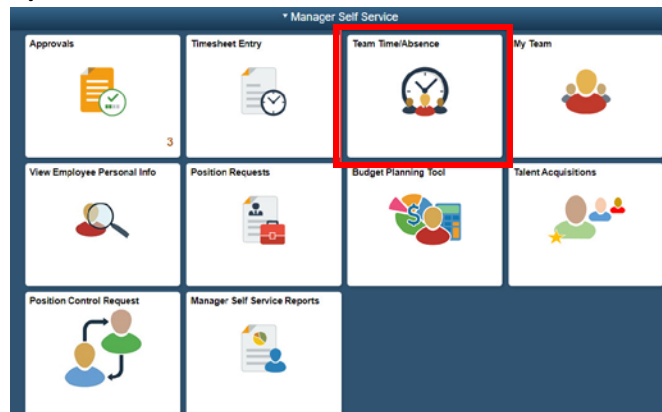 ▾ Manager Self Service
Approvals
Timesheet Entry
Team Time/Absence
My Team
3
View Employee Personal Info
Position Requests
Budget Planning Tool
Talent Acquisitions
Position Control Request
Manager Self Service Reports